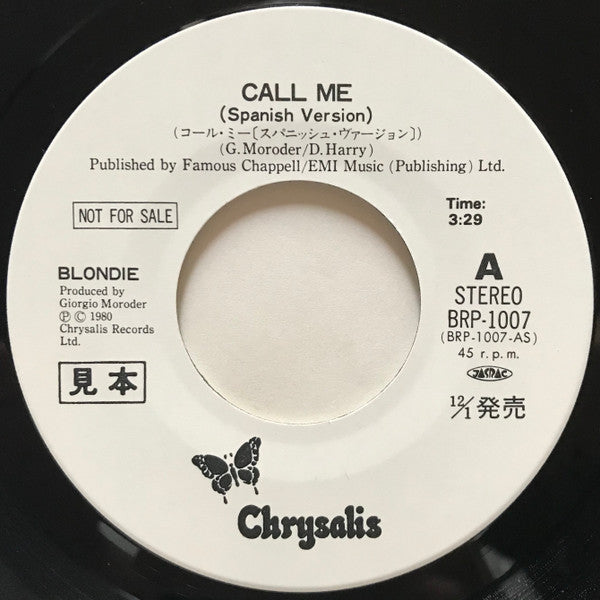 CALL ME
(Spanish Version)
(コール・ミー〔スパニッシュ・ヴァージョン〕)
(G. Moroder/D. Harry)
Published by Famous Chappell/EMI Music (Publishing) Ltd.
NOT FOR SALE
Time:
3:29
BLONDIE
Produced by
Giorgio Moroder
Ⓟ © 1980
Chrysalis Records
Ltd.
見本
A
STEREO
BRP-1007
(BRP-1007-AS)
45 r.p.m.
JASRAC
12/1発売
Chrysalis